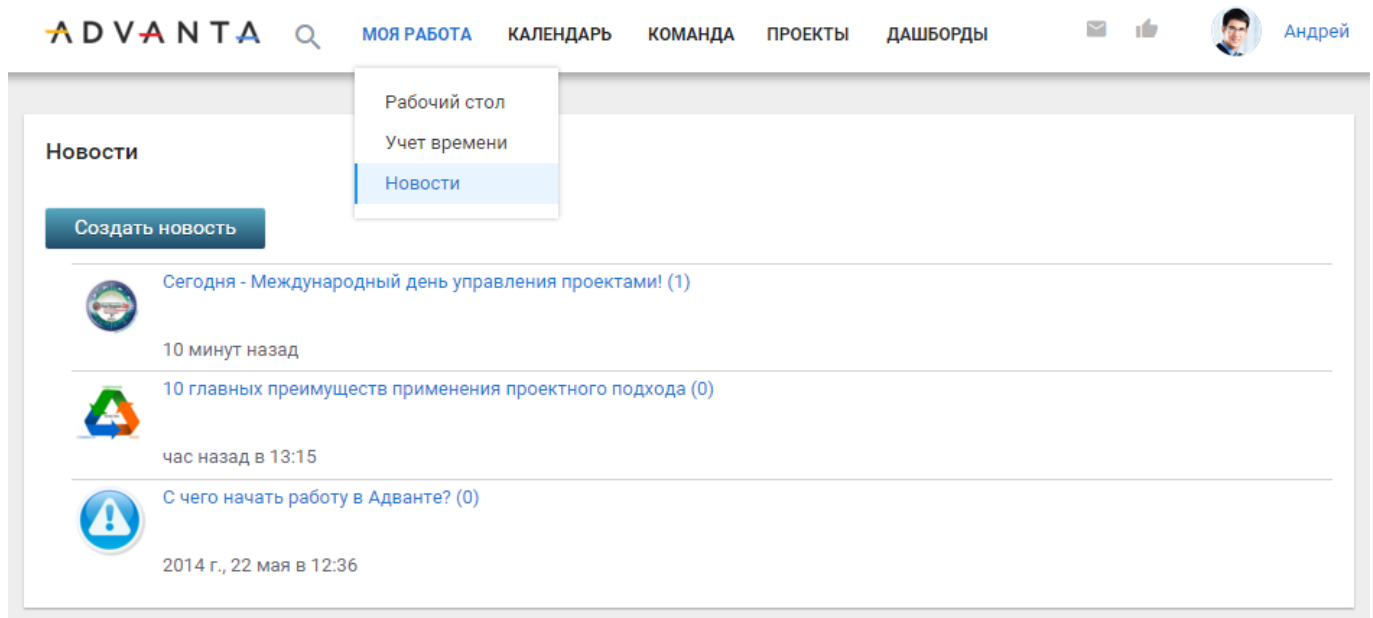 ADVANTA МОЯ РАБОТА КАЛЕНДАРЬ КОМАНДА ПРОЕКТЫ ДАШБОРДЫ Андрей
Рабочий стол
Учет времени
Новости
Новости
Создать новость
Сегодня - Международный день управления проектами! (1)
10 минут назад
10 главных преимуществ применения проектного подхода (0)
час назад в 13:15
С чего начать работу в Адванте? (0)
2014 г., 22 мая в 12:36